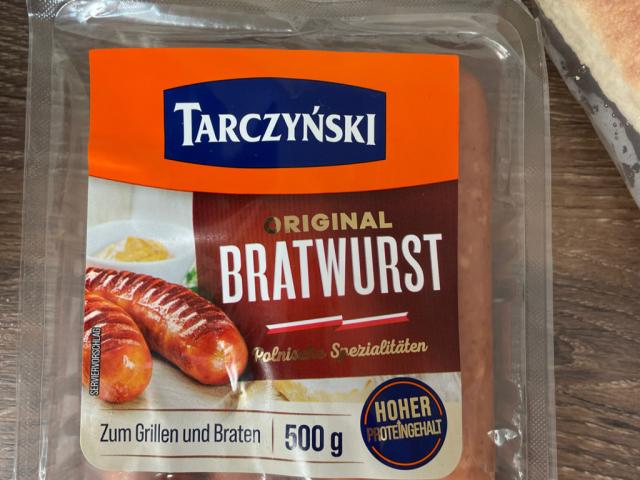 TARCZYŃSKI
ORIGINAL
BRATWURST
Polnische Spezialitäten
SERVIERVORSCHLAG
Zum Grillen und Braten
500 g
HOHER
PROTEINGEHALT